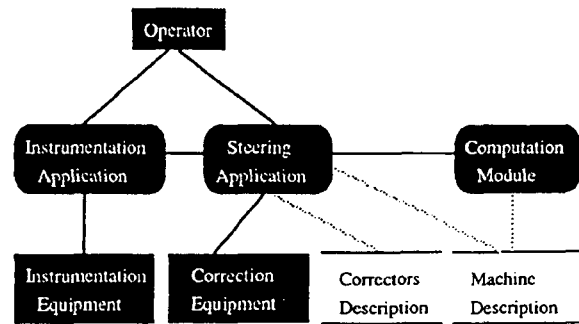 Operator
Instrumentation
Application
Steering
Application
Computation
Module
Instrumentation
Equipment
Correction
Equipment
Correctors
Description
Machine
Description